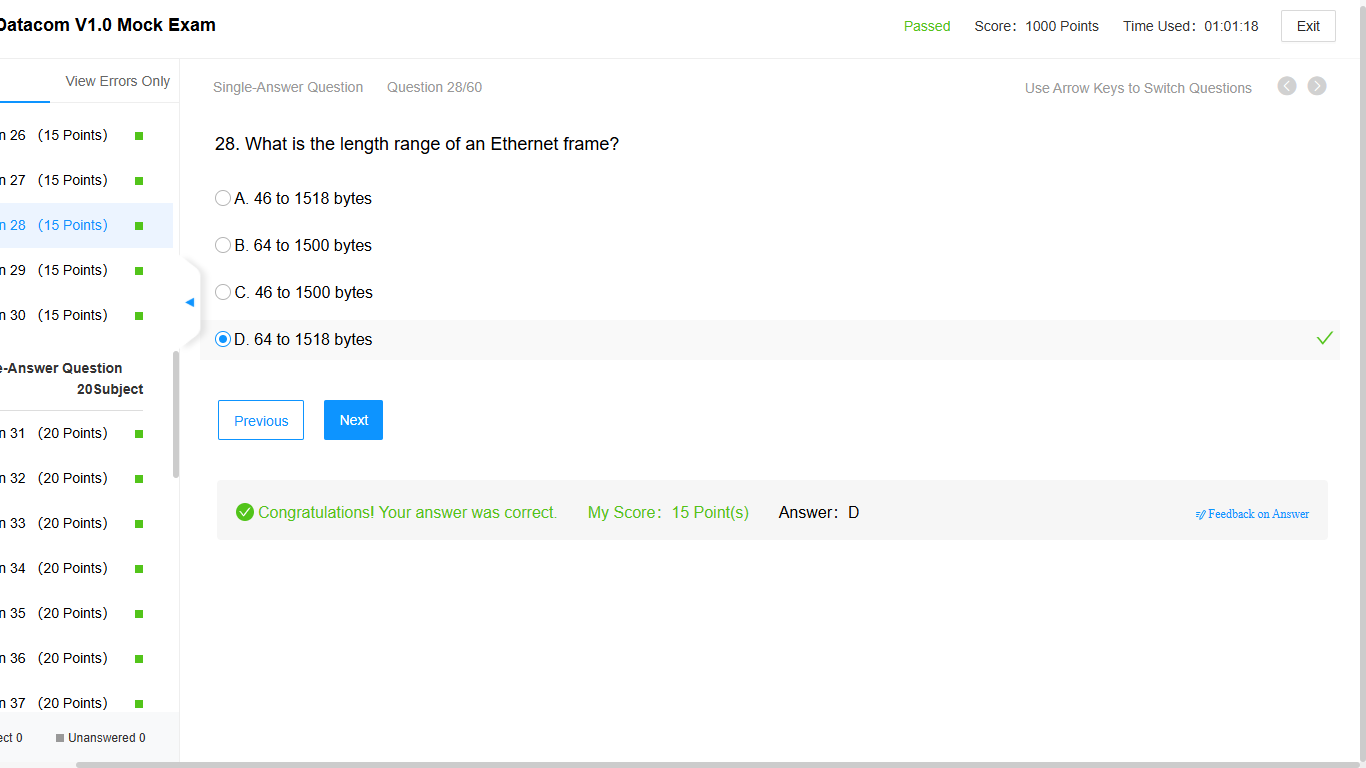 Datacom V1.0 Mock Exam
Passed Score: 1000 Points Time Used: 01:01:18 Exit
View Errors Only
Single-Answer Question Question 28/60 Use Arrow Keys to Switch Questions
n 26 (15 Points)
n 27 (15 Points)
n 28 (15 Points)
n 29 (15 Points)
n 30 (15 Points)
e-Answer Question
20Subject
n 31 (20 Points)
n 32 (20 Points)
n 33 (20 Points)
n 34 (20 Points)
n 35 (20 Points)
n 36 (20 Points)
n 37 (20 Points)
ect 0 Unanswered 0
28. What is the length range of an Ethernet frame?
A. 46 to 1518 bytes
B. 64 to 1500 bytes
C. 46 to 1500 bytes
D. 64 to 1518 bytes
Previous Next
Congratulations! Your answer was correct. My Score: 15 Point(s) Answer: D Feedback on Answer